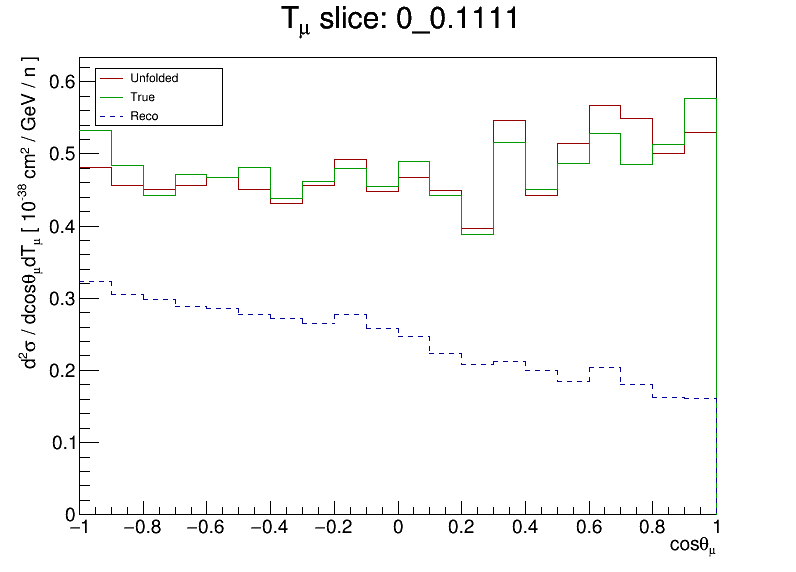 Tμ slice: 0_0.1111
d²σ / dcosθμdTμ [ 10⁻³⁸ cm² / GeV / n ]
Unfolded
True
Reco
0.6
0.5
0.4
0.3
0.2
0.1
0
−1 −0.8 −0.6 −0.4 −0.2 0 0.2 0.4 0.6 0.8 1
cosθμ